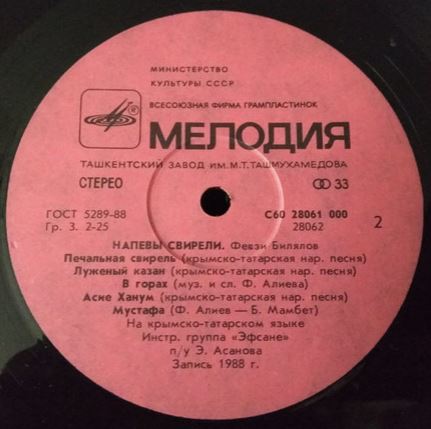 МИНИСТЕРСТВО
КУЛЬТУРЫ СССР
ВСЕСОЮЗНАЯ ФИРМА ГРАМПЛАСТИНОК
МЕЛОДИЯ
ТАШКЕНТСКИЙ ЗАВОД ИМ. М.Т. ТАШМУХАМЕДОВА
СТЕРЕО 33
ГОСТ 5289-88 С60 28061 000
Гр. 3. 2-25 28062 2
НАПЕВЫ СВИРЕЛИ. Февзи Билялов
Печальная свирель (крымско-татарская нар. песня)
Луженый казан (крымско-татарская нар. песня)
В горах (муз. и сл. Ф. Алиева)
Аске Ханум (крымско-татарская нар. песня)
Мустафа (Ф. Алиев — Б. Мамбет)
На крымско-татарском языке
Инстр. группа «Эфсане»
п/у Э. Асанова
Запись 1988 г.